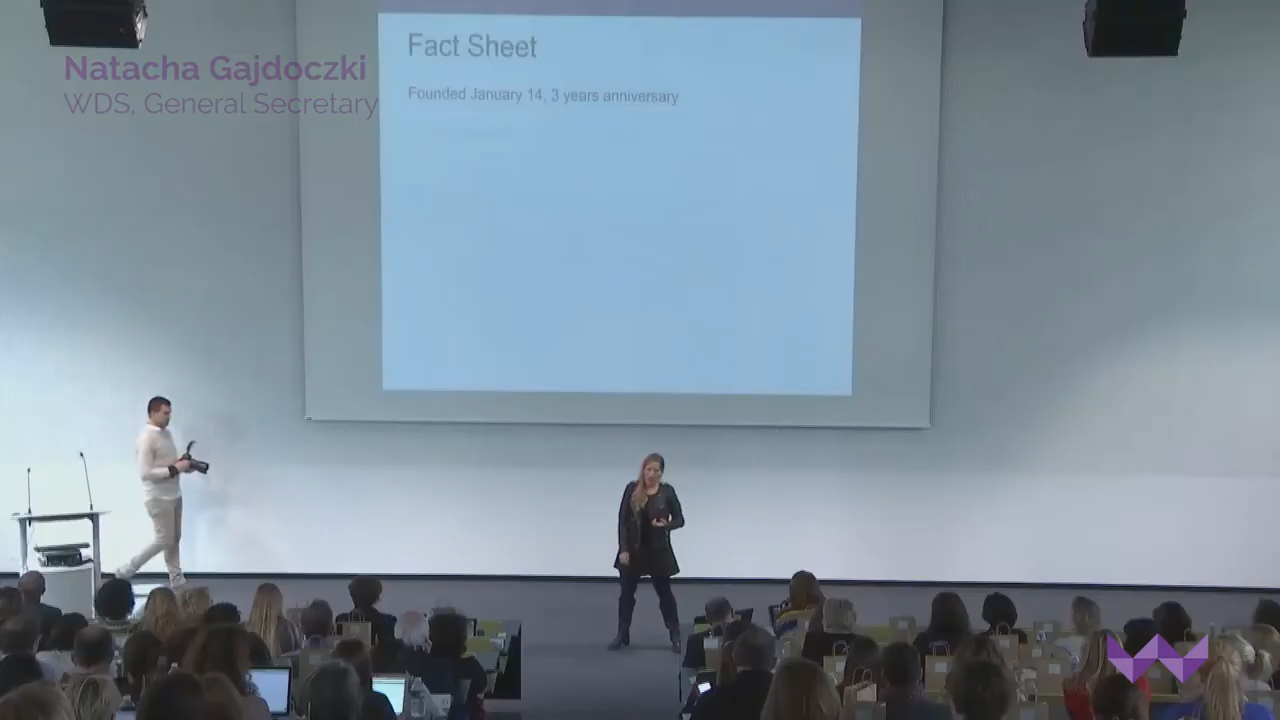 Fact Sheet
Natacha Gajdoczki
WDS, General Secretary
Founded January 14, 3 years anniversary